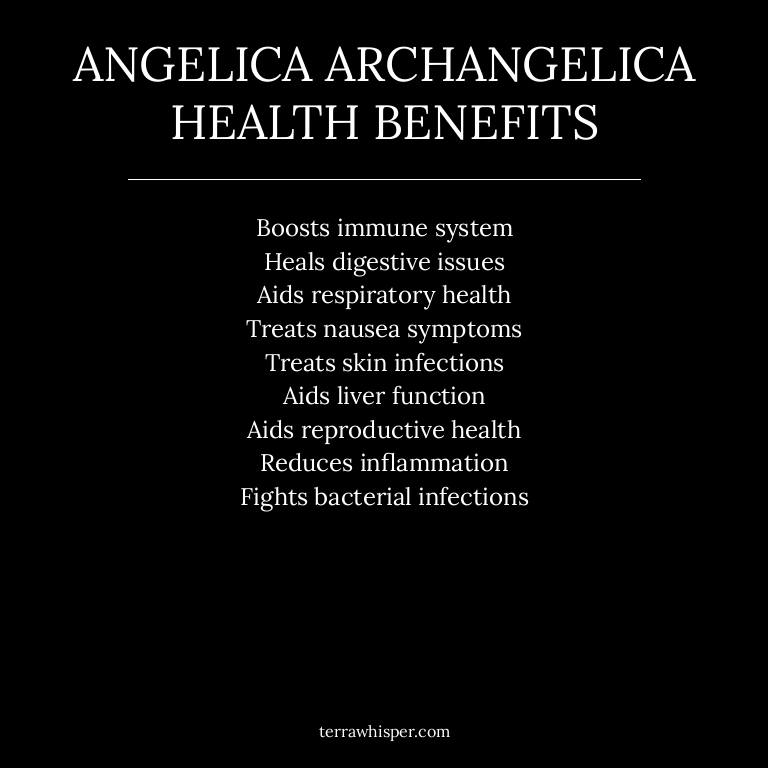 ANGELICA ARCHANGELICA
HEALTH BENEFITS
Boosts immune system
Heals digestive issues
Aids respiratory health
Treats nausea symptoms
Treats skin infections
Aids liver function
Aids reproductive health
Reduces inflammation
Fights bacterial infections
terrawhisper.com